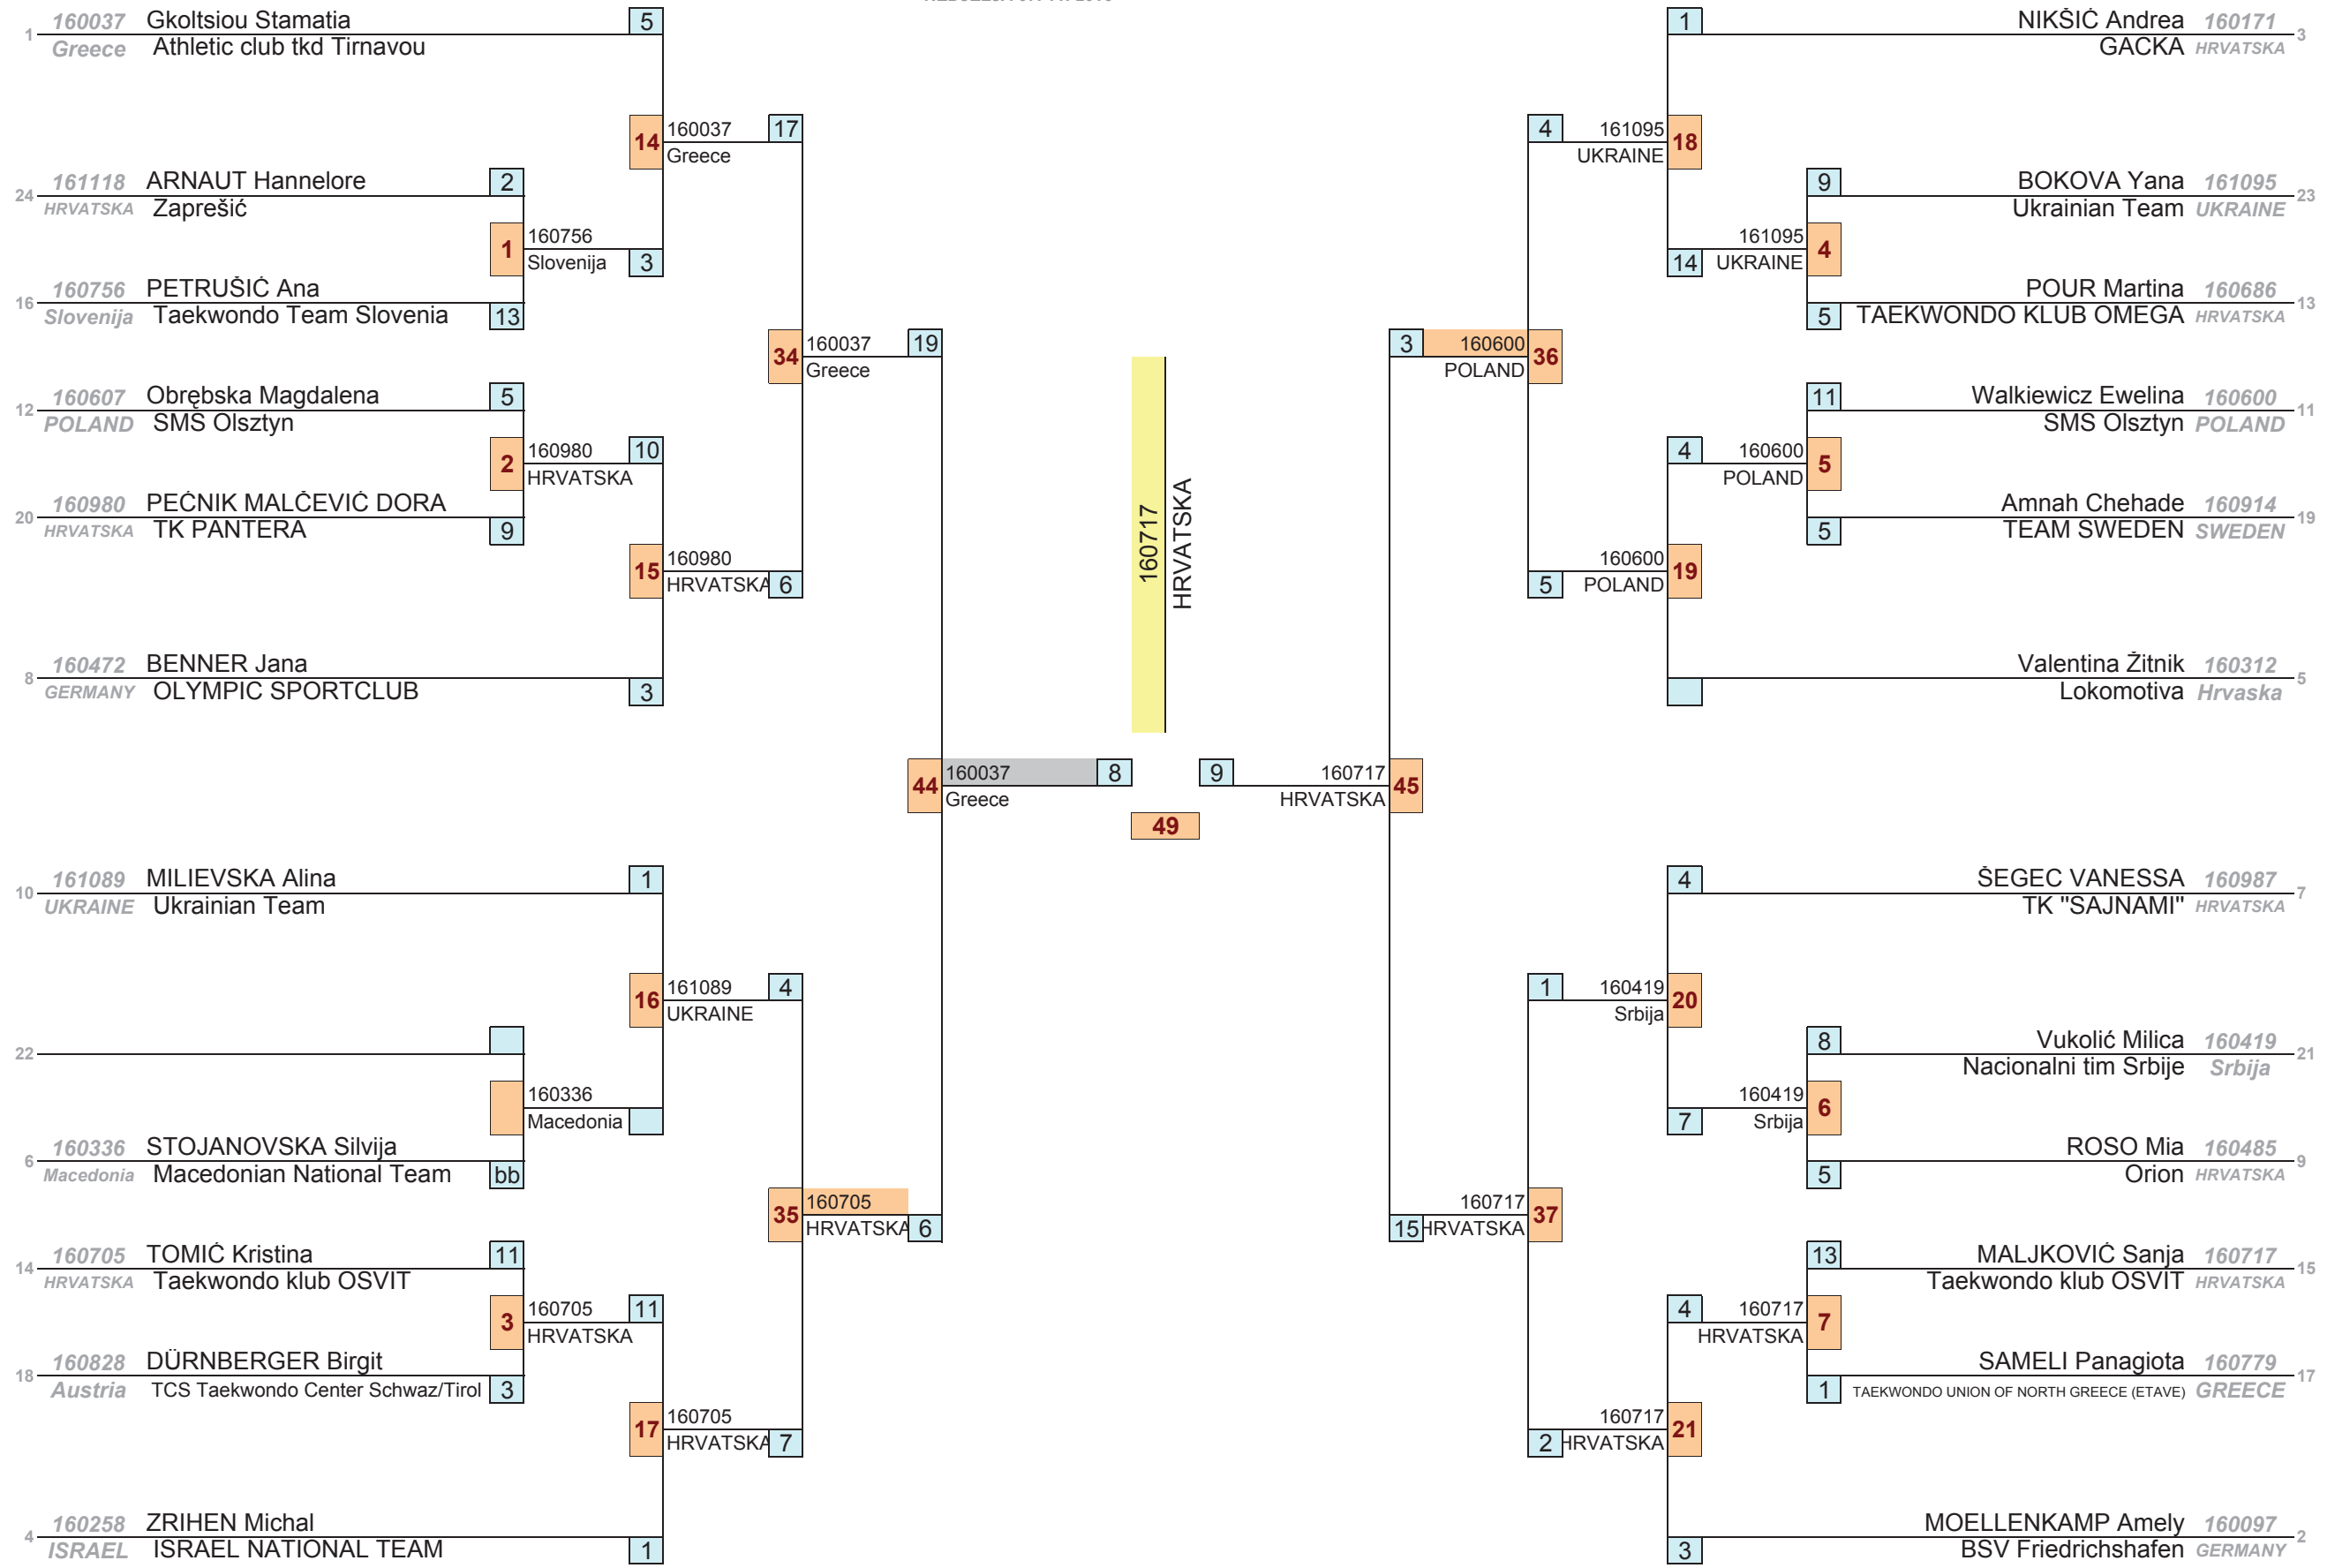 160037 Gkoltsiou Stamatia 5
1 Greece Athletic club tkd Tirnavou
14 160037 17
Greece
161118 ARNAUT Hannelore 2
24 HRVATSKA Zaprešić
1 160756
Slovenija 3
160756 PETRUŠIĆ Ana
16 Slovenija Taekwondo Team Slovenia 13
34 160037 19
Greece
160607 Obrębska Magdalena 5
12 POLAND SMS Olsztyn
2 160980 10
HRVATSKA
160980 PEĆNIK MALČEVIĆ DORA
20 HRVATSKA TK PANTERA 9
15 160980
HRVATSKA 6
160472 BENNER Jana
8 GERMANY OLYMPIC SPORTCLUB 3
44 160037 8
Greece
161089 MILIEVSKA Alina 1
10 UKRAINE Ukrainian Team
16 161089 4
UKRAINE
22
160336
Macedonia
160336 STOJANOVSKA Silvija
6 Macedonia Macedonian National Team bb
35 160705
HRVATSKA 6
160705 TOMIĆ Kristina 11
14 HRVATSKA Taekwondo klub OSVIT
3 160705 11
HRVATSKA
160828 DÜRNBERGER Birgit
18 Austria TCS Taekwondo Center Schwaz/Tirol 3
17 160705
HRVATSKA 7
160258 ZRIHEN Michal
4 ISRAEL ISRAEL NATIONAL TEAM 1
160717
HRVATSKA
49
1 NIKŠIĆ Andrea 160171
GACKA HRVATSKA 3
4 161095 18
UKRAINE
9 BOKOVA Yana 161095
Ukrainian Team UKRAINE 23
161095 4
14 UKRAINE
POUR Martina 160686
5 TAEKWONDO KLUB OMEGA HRVATSKA 13
3 160600 36
POLAND
11 Walkiewicz Ewelina 160600
SMS Olsztyn POLAND 11
4 160600 5
POLAND
Amnah Chehade 160914
5 TEAM SWEDEN SWEDEN 19
160600 19
5 POLAND
Valentina Žitnik 160312
Lokomotiva Hrvaska 5
9 160717 45
HRVATSKA
4 ŠEGEC VANESSA 160987
TK "SAJNAMI" HRVATSKA 7
1 160419 20
Srbija
8 Vukolić Milica 160419
Nacionalni tim Srbije Srbija 21
160419 6
7 Srbija
ROSO Mia 160485
5 Orion HRVATSKA 9
160717 37
15 HRVATSKA
13 MALJKOVIĆ Sanja 160717
Taekwondo klub OSVIT HRVATSKA 15
4 160717 7
HRVATSKA
SAMELI Panagiota 160779
1 TAEKWONDO UNION OF NORTH GREECE (ETAVE) GREECE 17
160717 21
2 HRVATSKA
MOELLENKAMP Amely 160097
3 BSV Friedrichshafen GERMANY 2